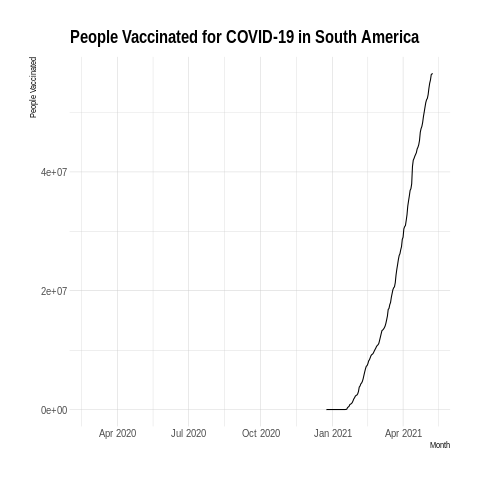 People Vaccinated for COVID-19 in South America
People Vaccinated
4e+07
2e+07
0e+00
Apr 2020 Jul 2020 Oct 2020 Jan 2021 Apr 2021
Month